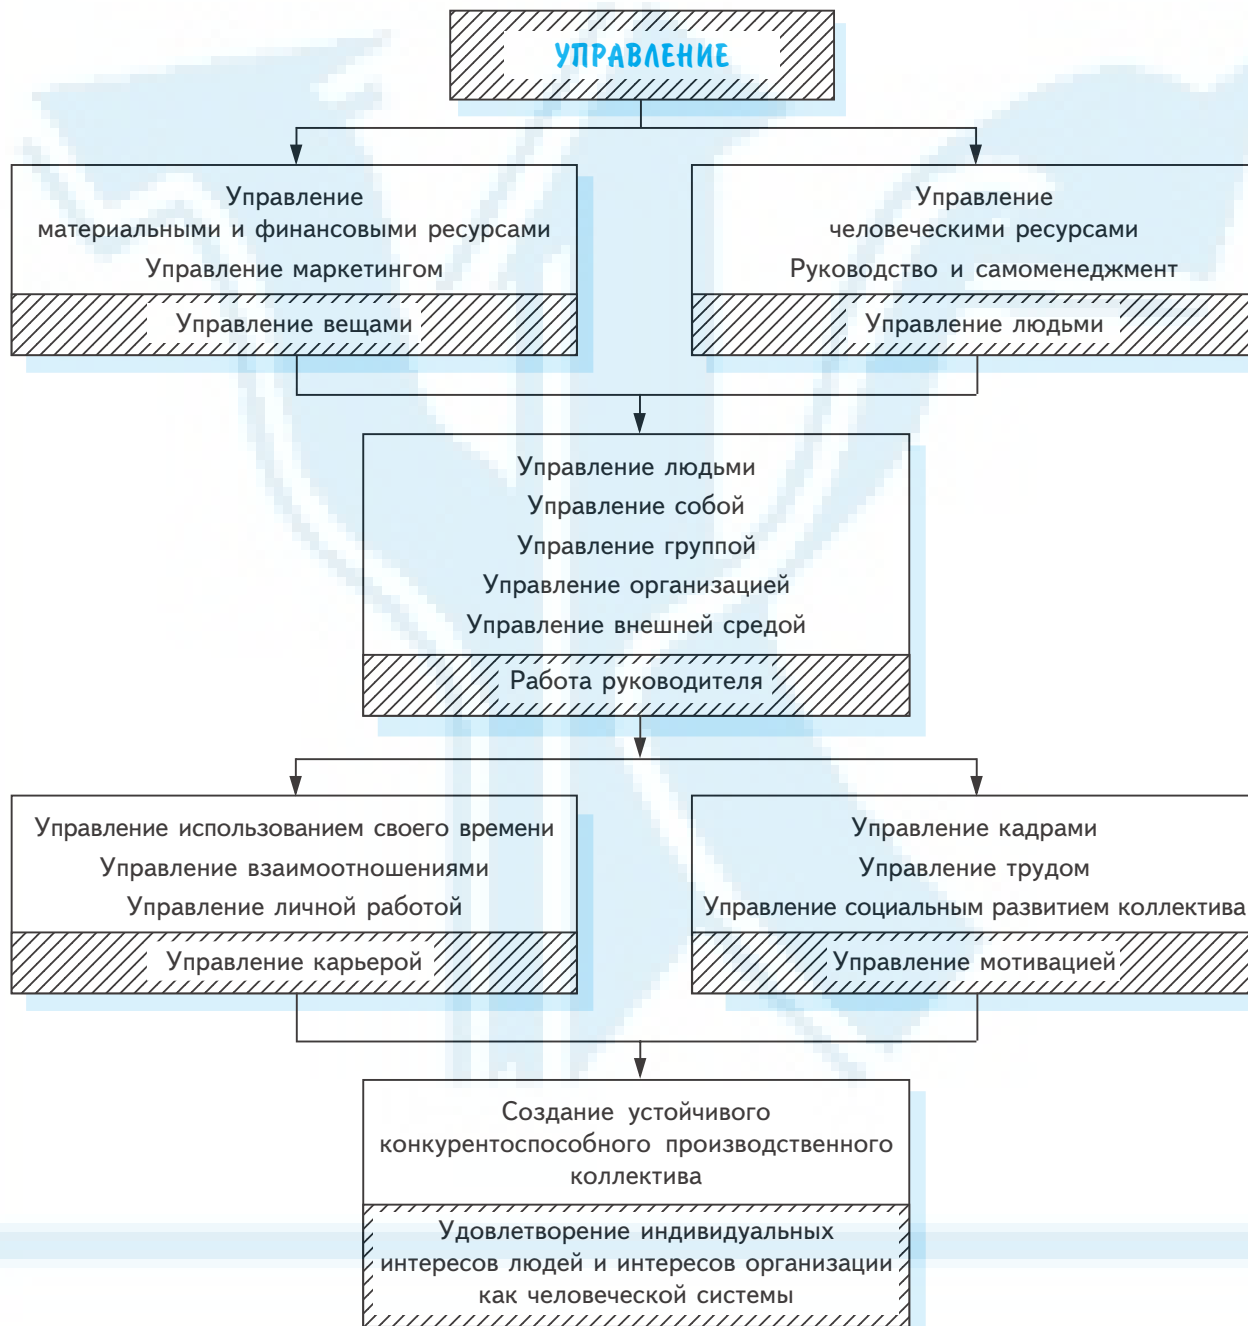 УПРАВЛЕНИЕ
Управление
материальными и финансовыми ресурсами
Управление маркетингом
Управление вещами
Управление
человеческими ресурсами
Руководство и самоменеджмент
Управление людьми
Управление людьми
Управление собой
Управление группой
Управление организацией
Управление внешней средой
Работа руководителя
Управление использованием своего времени
Управление взаимоотношениями
Управление личной работой
Управление карьерой
Управление кадрами
Управление трудом
Управление социальным развитием коллектива
Управление мотивацией
Создание устойчивого
конкурентоспособного производственного
коллектива
Удовлетворение индивидуальных
интересов людей и интересов организации
как человеческой системы